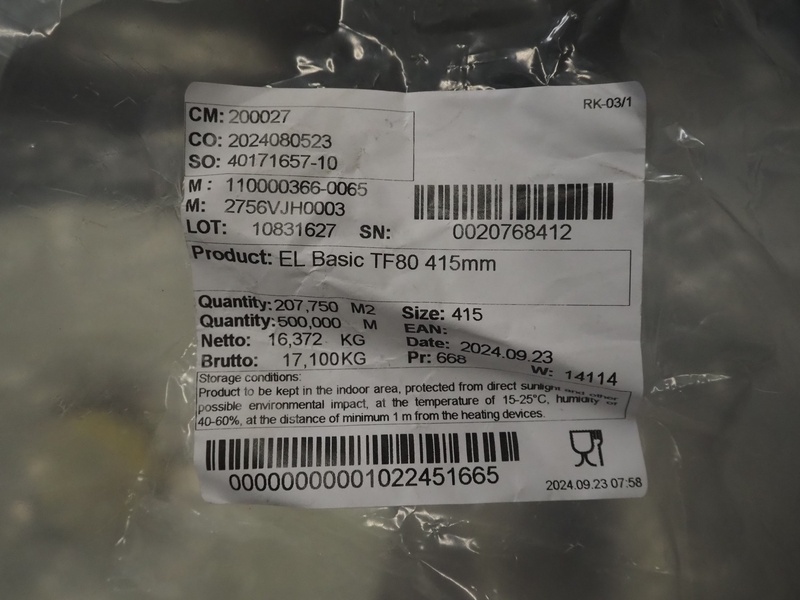 RK-03/1
CM: 200027
CO: 2024080523
SO: 40171657-10
M : 110000366-0065
M: 2756VJH0003
LOT: 10831627 SN: 0020768412
Product: EL Basic TF80 415mm
Quantity: 207,750 M2 Size: 415
Quantity: 500,000 M EAN:
Netto: 16,372 KG Date: 2024.09.23
Brutto: 17,100 KG Pr: 668 W: 14114
Storage conditions:
Product to be kept in the indoor area, protected from direct sunlight and other
possible environmental impact, at the temperature of 15-25°C, humidity of
40-60%, at the distance of minimum 1 m from the heating devices.
00000000001022451665
2024.09.23 07:58